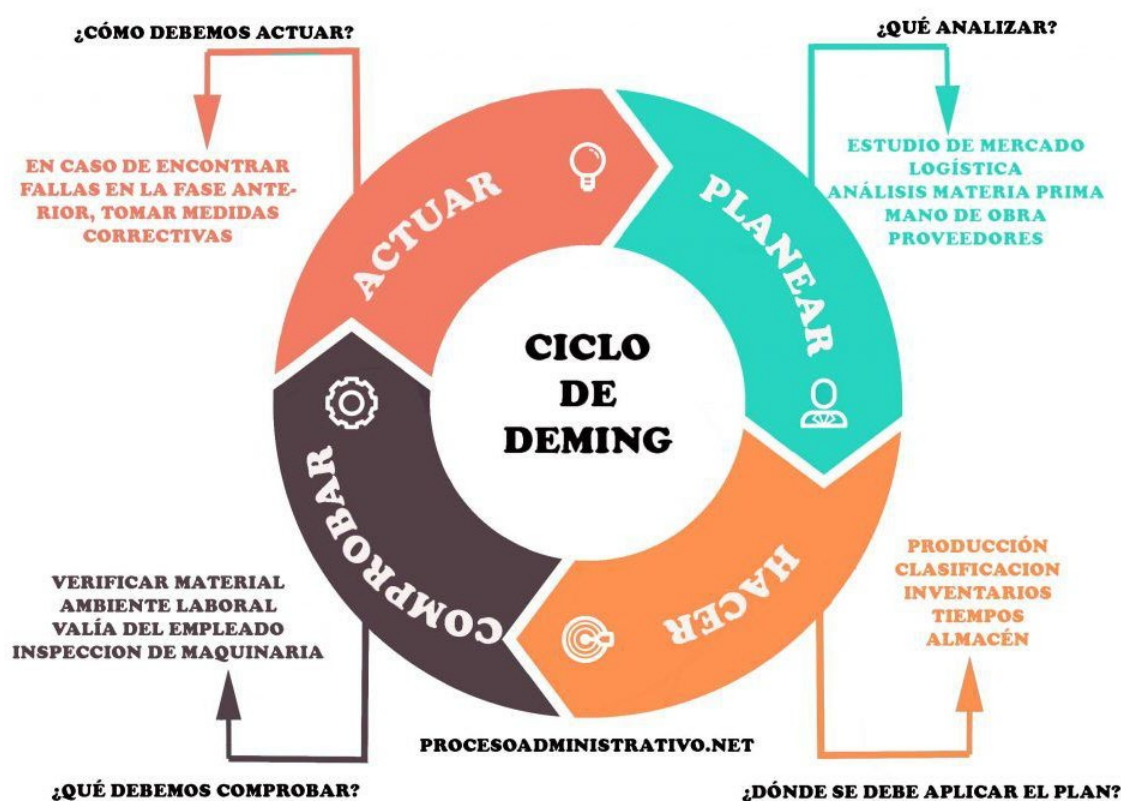 ¿CÓMO DEBEMOS ACTUAR?
EN CASO DE ENCONTRAR
FALLAS EN LA FASE ANTE-
RIOR, TOMAR MEDIDAS
CORRECTIVAS
¿QUÉ ANALIZAR?
ESTUDIO DE MERCADO
LOGÍSTICA
ANÁLISIS MATERIA PRIMA
MANO DE OBRA
PROVEEDORES
ACTUAR
PLANEAR
CICLO
DE
DEMING
COMPROBAR
HACER
VERIFICAR MATERIAL
AMBIENTE LABORAL
VALÍA DEL EMPLEADO
INSPECCION DE MAQUINARIA
¿QUÉ DEBEMOS COMPROBAR?
PRODUCCIÓN
CLASIFICACION
INVENTARIOS
TIEMPOS
ALMACÉN
¿DÓNDE SE DEBE APLICAR EL PLAN?
PROCESOADMINISTRATIVO.NET